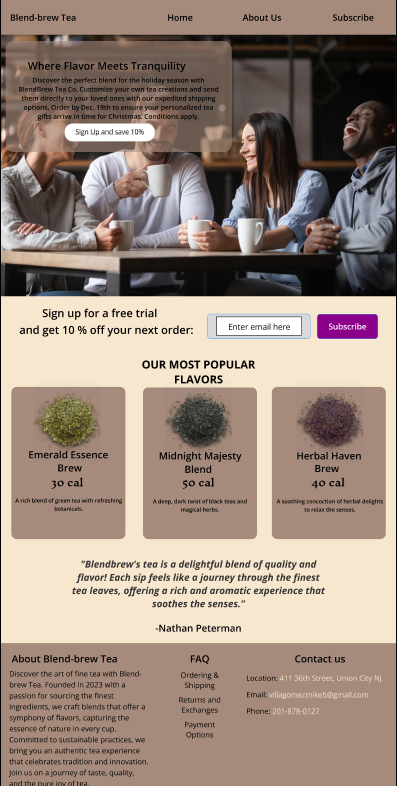 Blend-brew Tea
Home
About Us
Subscribe
Where Flavor Meets Tranquility
Discover the perfect blend for the holiday season with
BlendBrew Tea Co. Customize your own tea creations and send
them directly to your loved ones with our expedited shipping
options. Order by Dec. 19th to ensure your personalized tea
gifts arrive in time for Christmas. Conditions apply.
Sign Up and save 10%
Sign up for a free trial
and get 10 % off your next order:
Enter email here
Subscribe
OUR MOST POPULAR
FLAVORS
Emerald Essence
Brew
30 cal
A rich blend of green tea with refreshing
botanicals.
Midnight Majesty
Blend
50 cal
A deep, dark twist of black teas and
magical herbs.
Herbal Haven
Brew
40 cal
A soothing concoction of herbal delights
to relax the senses.
"Blendbrew's tea is a delightful blend of quality and
flavor! Each sip feels like a journey through the finest
tea leaves, offering a rich and aromatic experience that
soothes the senses.”
-Nathan Peterman
About Blend-brew Tea
Discover the art of fine tea with Blend-
brew Tea. Founded in 2023 with a
passion for sourcing the finest
ingredients, we craft blends that offer a
symphony of flavors, capturing the
essence of nature in every cup.
Committed to sustainable practices, we
bring you an authentic tea experience
that celebrates tradition and innovation.
Join us on a journey of taste, quality,
and the pure joy of tea.
FAQ
Ordering &
Shipping
Returns and
Exchanges
Payment
Options
Contact us
Location: 411 36th Street, Union City NJ
Email: villagomezmike5@gmail.com
Phone: 201-878-0127